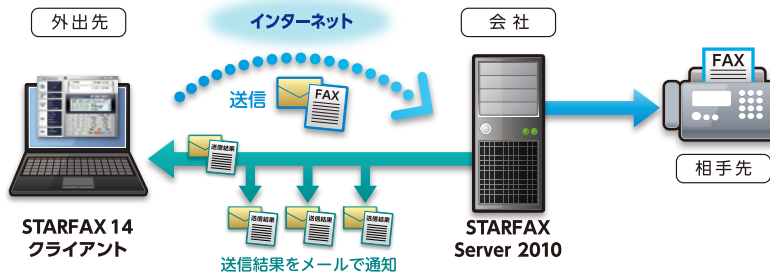 外出先
インターネット
会社
FAX
送信
FAX
送信結果
相手先
STARFAX 14
クライアント
送信結果
送信結果
送信結果
STARFAX
Server 2010
送信結果をメールで通知